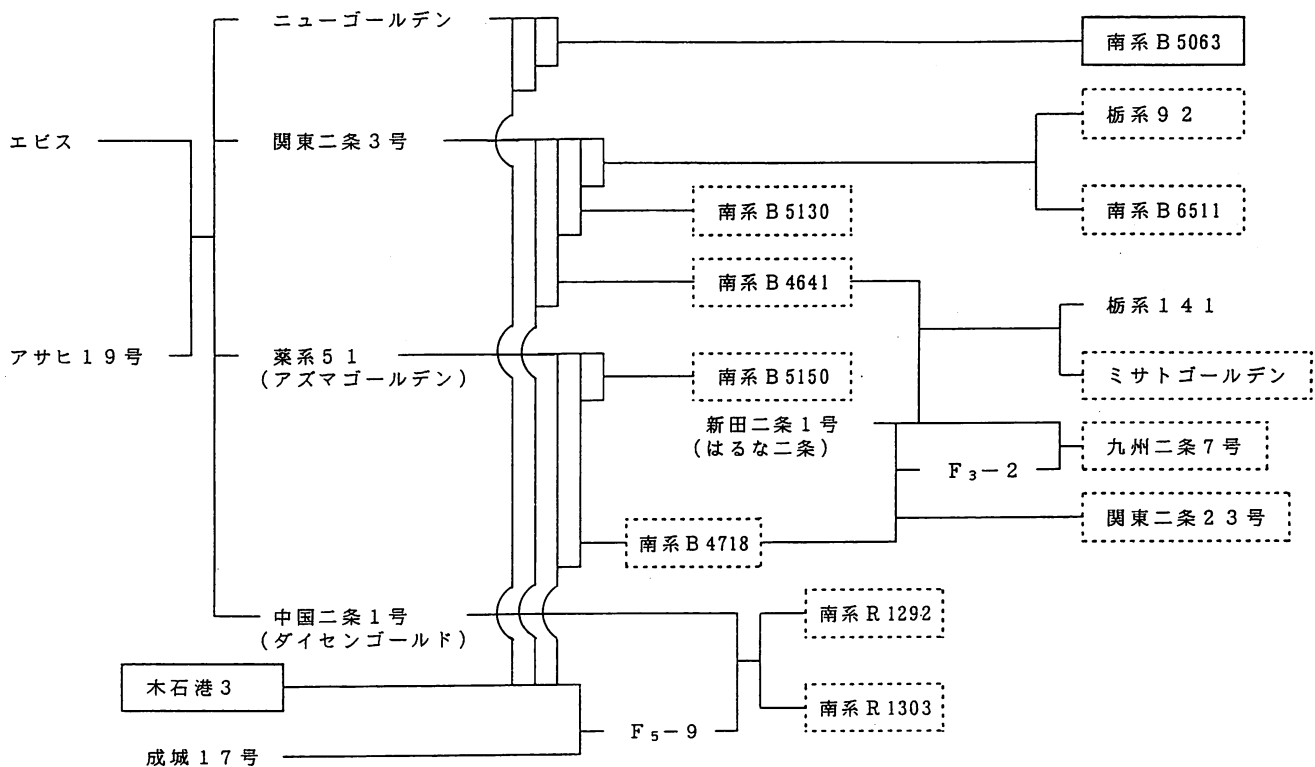 ニューゴールデン
南系B5063
栃系92
エビス
関東二条3号
南系B5130
南系B6511
南系B4641
栃系141
アサヒ19号
薬系51
(アズマゴールデン)
南系B5150
ミサトゴールデン
新田二条1号
(はるな二条)
九州二条7号
F₃－2
関東二条23号
南系B4718
中国二条1号
(ダイセンゴールド)
南系R1292
木石港3
南系R1303
F₅－9
成城17号